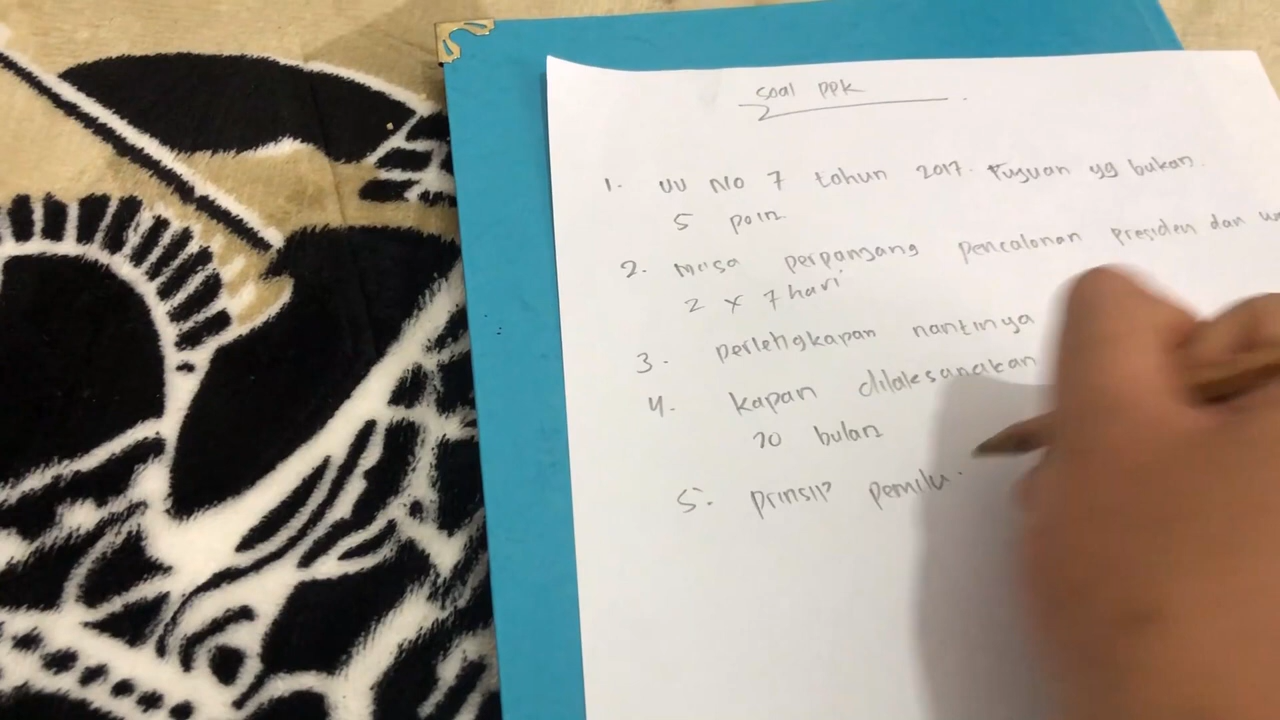 Soal PPK
1. UU No 7 tahun 2017. Tujuan yg bukan.
5 poin.
2. Masa perpanjang pencalonan Presiden dan
2 x 7 hari
3. perlengkapan nantinya
4. kapan dilaksanakan
20 bulan
5. prinsip pemilu.